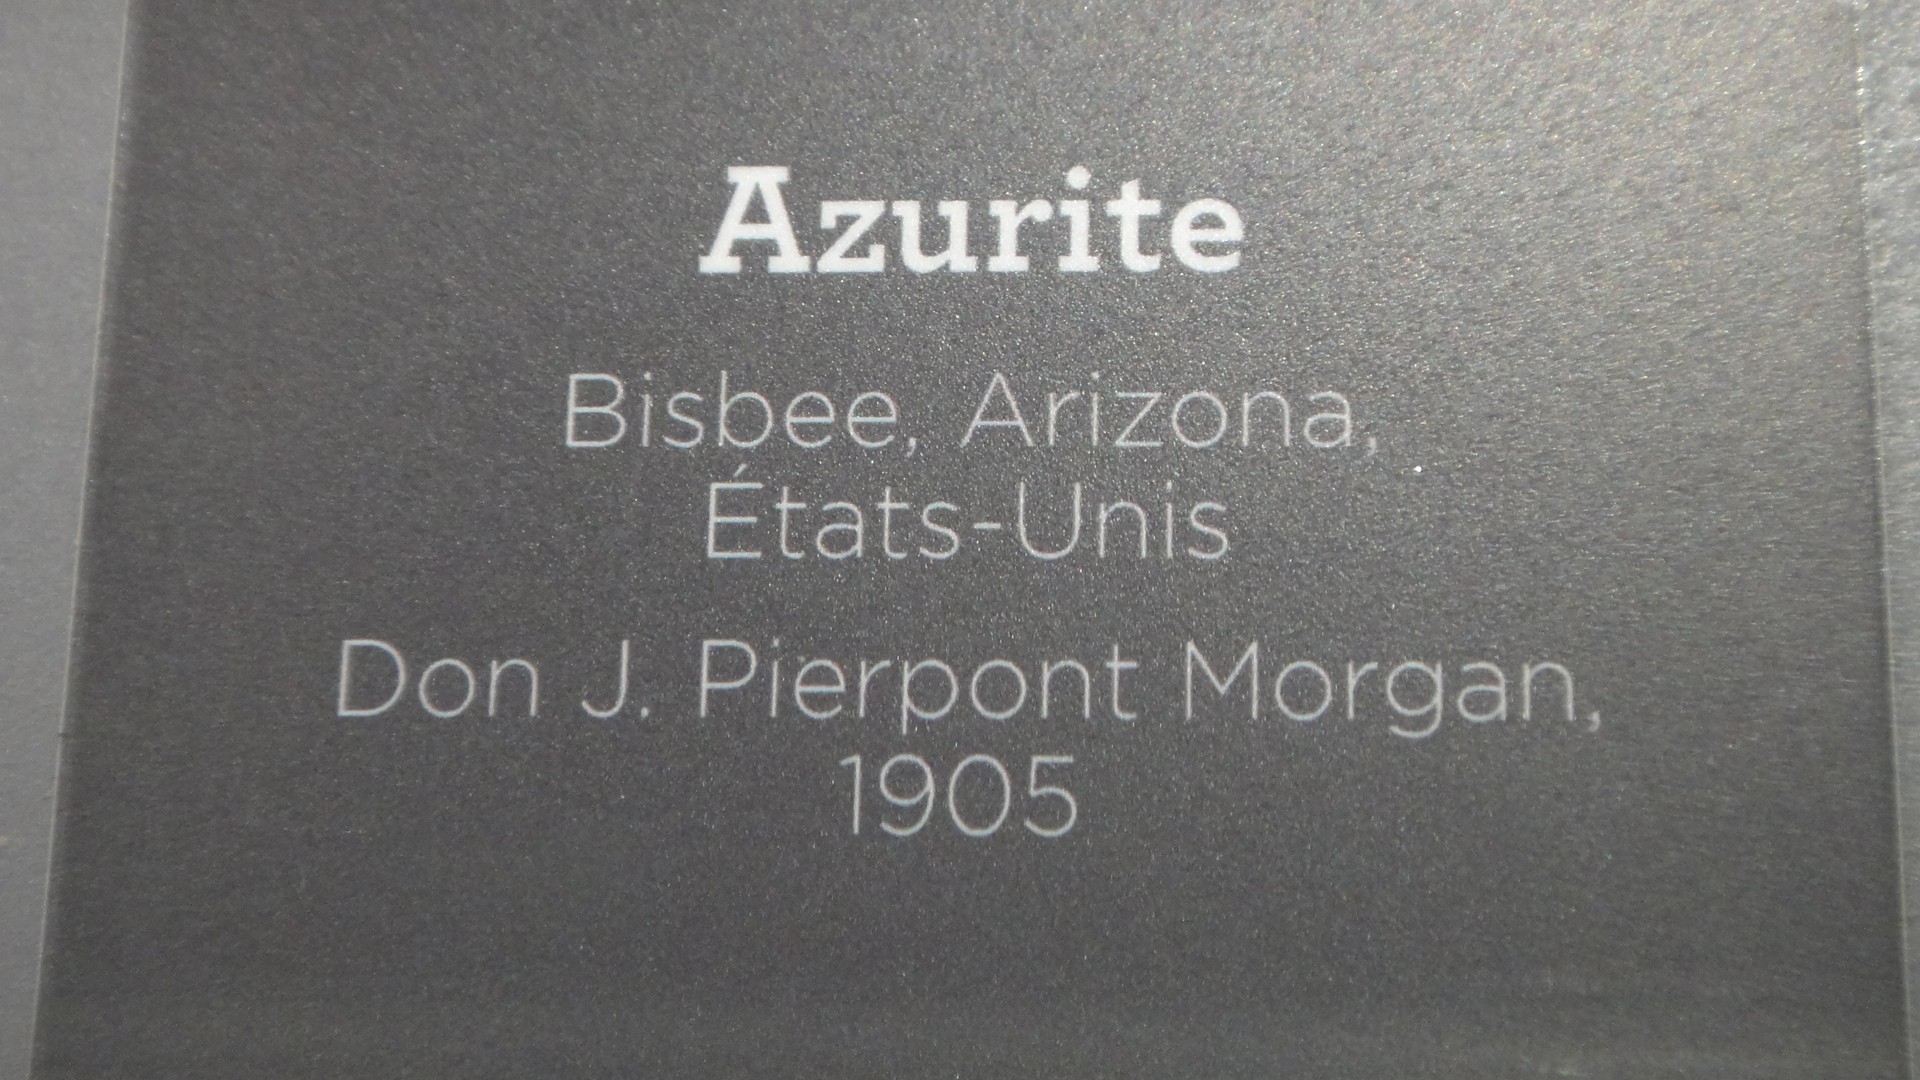 Azurite
Bisbee, Arizona,
États-Unis
Don J. Pierpont Morgan,
1905